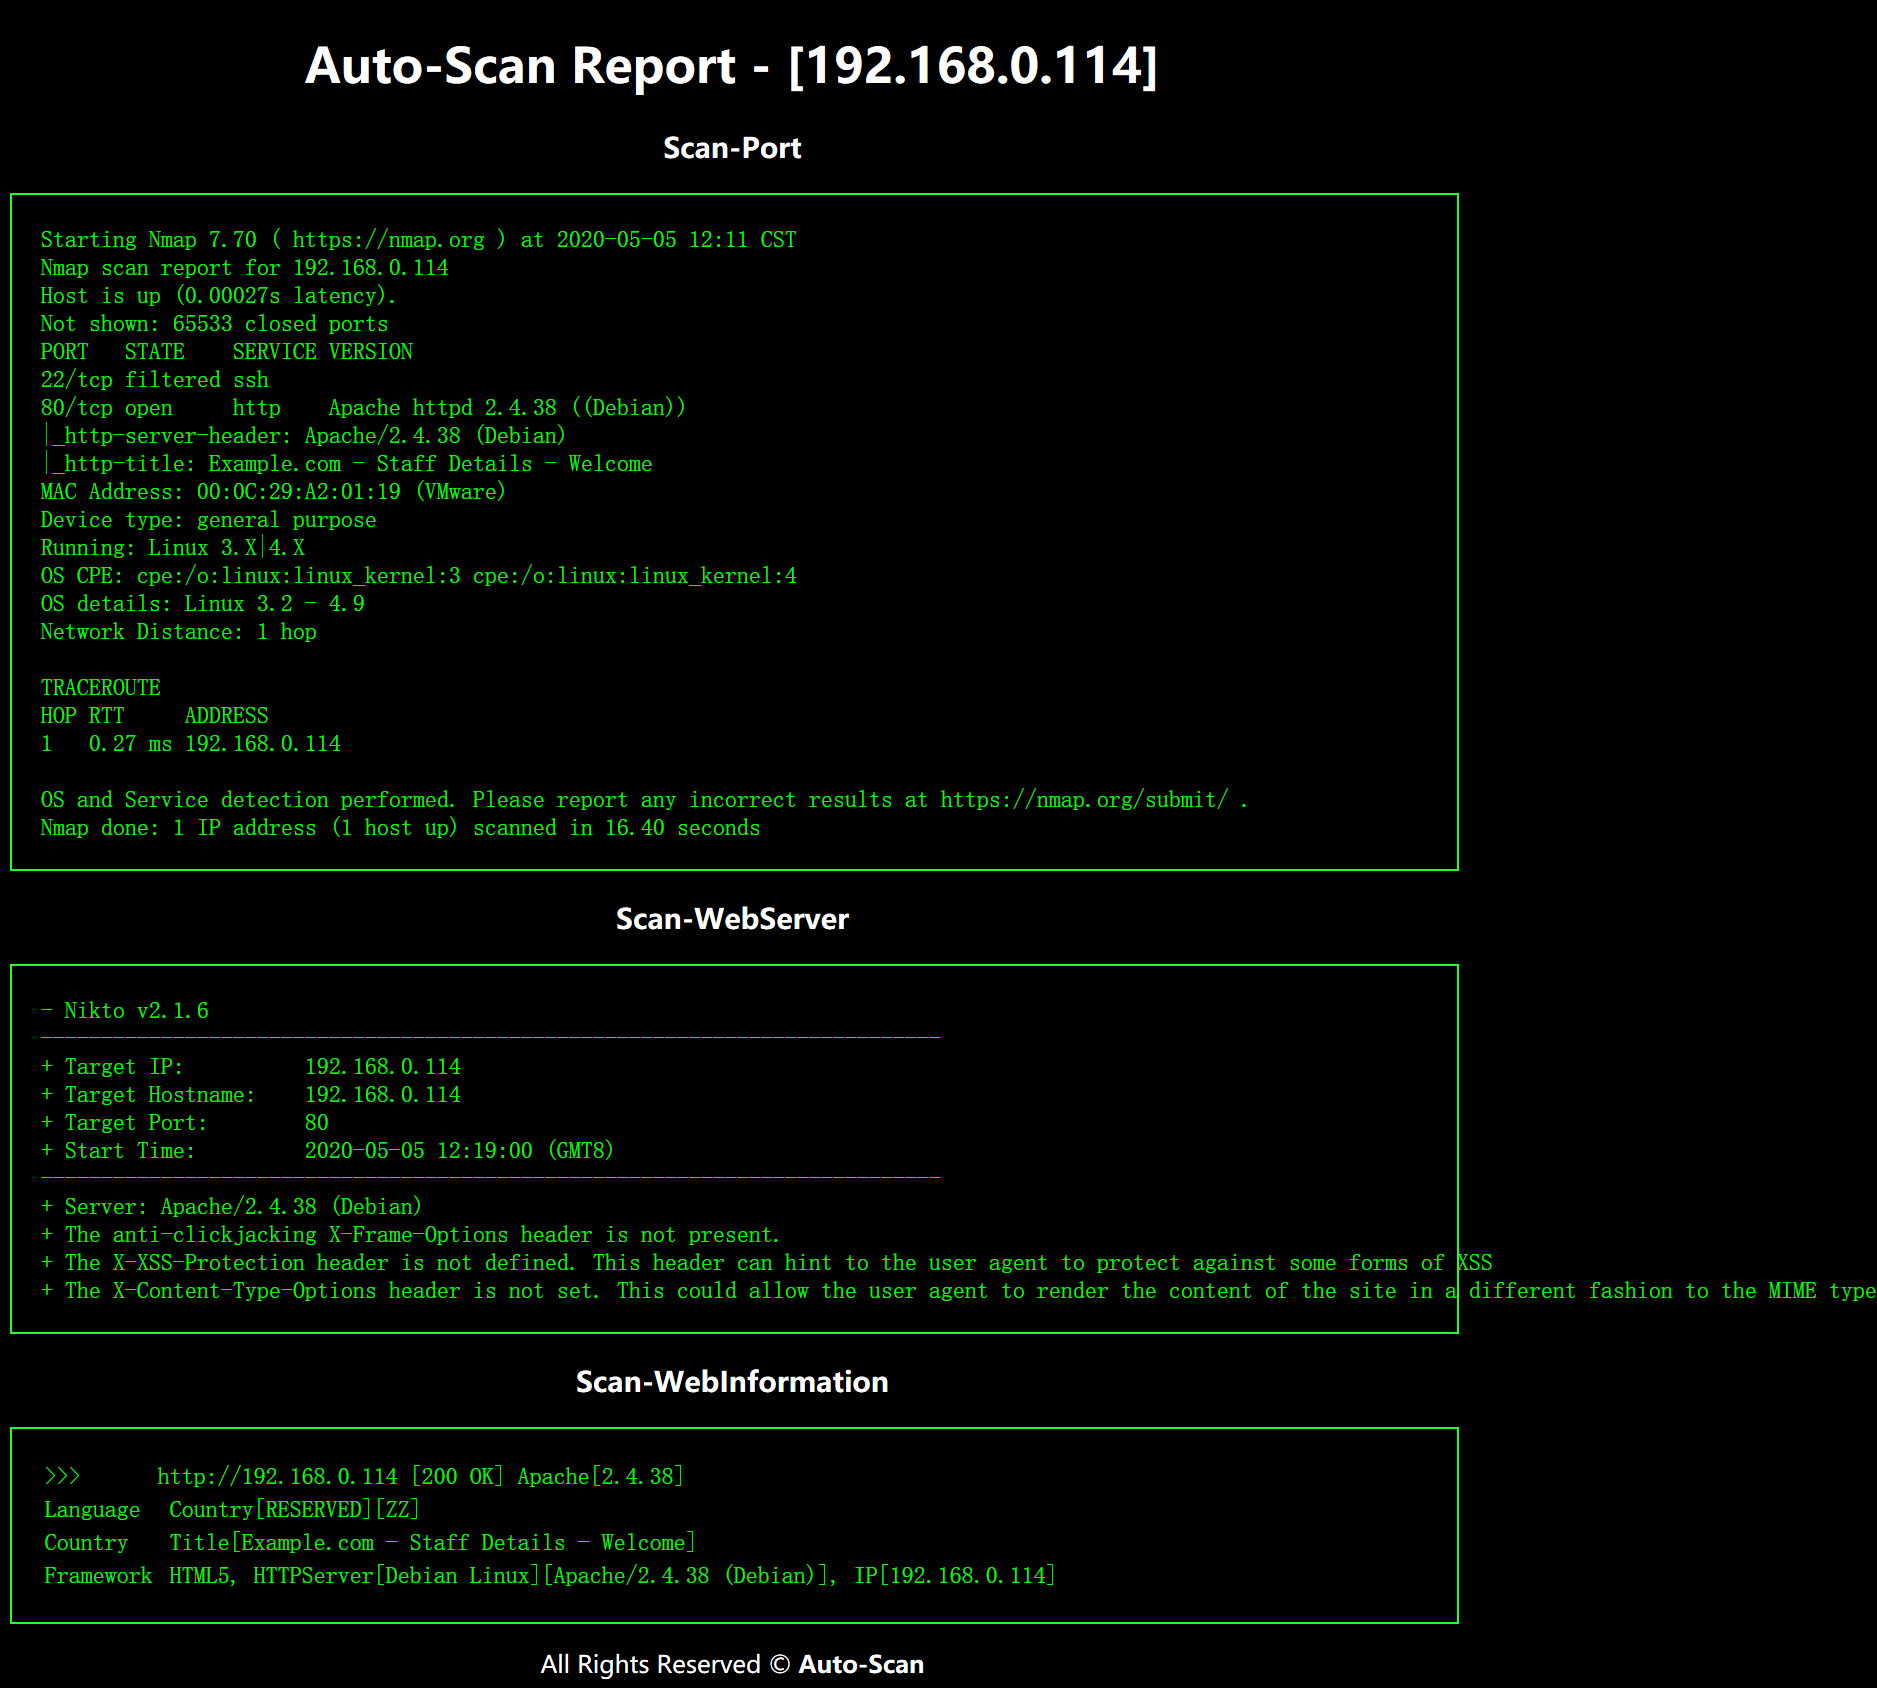 Auto-Scan Report - [192.168.0.114]
Scan-Port
Starting Nmap 7.70 ( https://nmap.org ) at 2020-05-05 12:11 CST
Nmap scan report for 192.168.0.114
Host is up (0.00027s latency).
Not shown: 65533 closed ports
PORT   STATE    SERVICE VERSION
22/tcp filtered ssh
80/tcp open     http    Apache httpd 2.4.38 ((Debian))
|_http-server-header: Apache/2.4.38 (Debian)
|_http-title: Example.com - Staff Details - Welcome
MAC Address: 00:0C:29:A2:01:19 (VMware)
Device type: general purpose
Running: Linux 3.X|4.X
OS CPE: cpe:/o:linux:linux_kernel:3 cpe:/o:linux:linux_kernel:4
OS details: Linux 3.2 - 4.9
Network Distance: 1 hop
TRACEROUTE
HOP RTT     ADDRESS
1   0.27 ms 192.168.0.114
OS and Service detection performed. Please report any incorrect results at https://nmap.org/submit/ .
Nmap done: 1 IP address (1 host up) scanned in 16.40 seconds
Scan-WebServer
- Nikto v2.1.6
---------------------------------------------------------------------------
+ Target IP:          192.168.0.114
+ Target Hostname:    192.168.0.114
+ Target Port:        80
+ Start Time:         2020-05-05 12:19:00 (GMT8)
---------------------------------------------------------------------------
+ Server: Apache/2.4.38 (Debian)
+ The anti-clickjacking X-Frame-Options header is not present.
+ The X-XSS-Protection header is not defined. This header can hint to the user agent to protect against some forms of XSS
+ The X-Content-Type-Options header is not set. This could allow the user agent to render the content of the site in a different fashion to the MIME type
Scan-WebInformation
>>>      http://192.168.0.114 [200 OK] Apache[2.4.38]
Language  Country[RESERVED][ZZ]
Country   Title[Example.com - Staff Details - Welcome]
Framework HTML5, HTTPServer[Debian Linux][Apache/2.4.38 (Debian)], IP[192.168.0.114]
All Rights Reserved © Auto-Scan